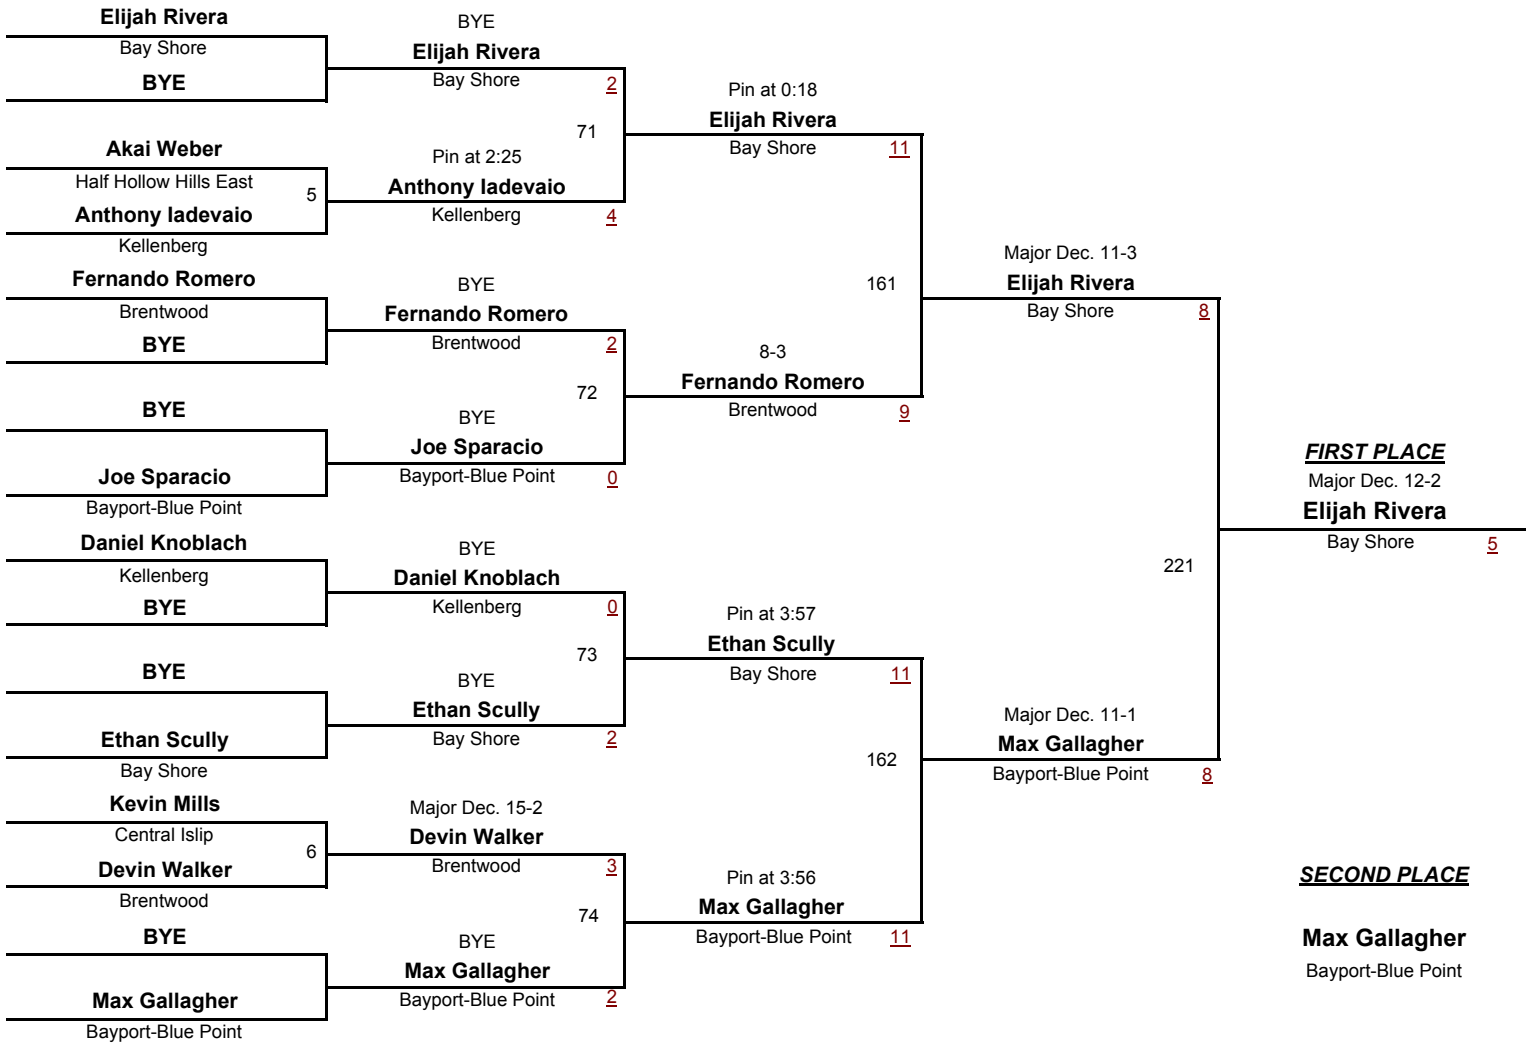 Elijah Rivera
Bay Shore
BYE
Akai Weber
Half Hollow Hills East
5
Anthony Iadevaio
Kellenberg
Fernando Romero
Brentwood
BYE
BYE
Joe Sparacio
Bayport-Blue Point
Daniel Knoblach
Kellenberg
BYE
BYE
Ethan Scully
Bay Shore
Kevin Mills
Central Islip
6
Devin Walker
Brentwood
BYE
Max Gallagher
Bayport-Blue Point
BYE
Elijah Rivera
Bay Shore
2
71
Pin at 2:25
Anthony Iadevaio
Kellenberg
4
BYE
Fernando Romero
Brentwood
2
72
BYE
Joe Sparacio
Bayport-Blue Point
0
BYE
Daniel Knoblach
Kellenberg
0
73
BYE
Ethan Scully
Bay Shore
2
Major Dec. 15-2
Devin Walker
Brentwood
3
74
BYE
Max Gallagher
Bayport-Blue Point
2
Pin at 0:18
Elijah Rivera
Bay Shore
11
161
8-3
Fernando Romero
Brentwood
9
Pin at 3:57
Ethan Scully
Bay Shore
11
162
Pin at 3:56
Max Gallagher
Bayport-Blue Point
11
Major Dec. 11-3
Elijah Rivera
Bay Shore
8
221
Major Dec. 11-1
Max Gallagher
Bayport-Blue Point
8
FIRST PLACE
Major Dec. 12-2
Elijah Rivera
Bay Shore
5
SECOND PLACE
Max Gallagher
Bayport-Blue Point